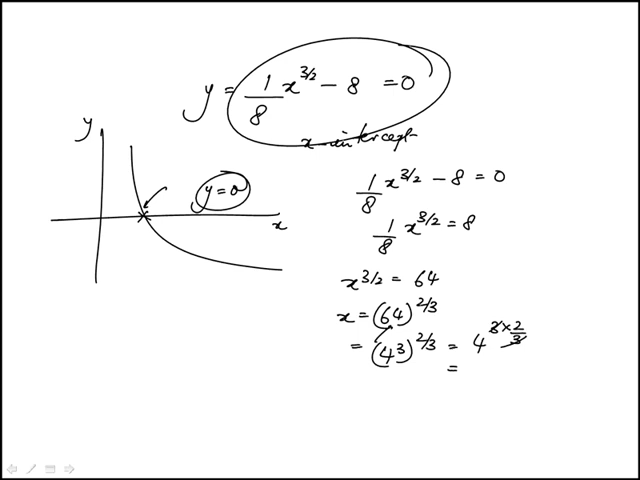 y = 1/8 x^3/2 - 8 = 0
x-intercept
y
y=0
x
1/8 x^3/2 - 8 = 0
1/8 x^3/2 = 8
x^3/2 = 64
x = (64)^2/3
= (4^3)^2/3 = 4^3×2/3
=